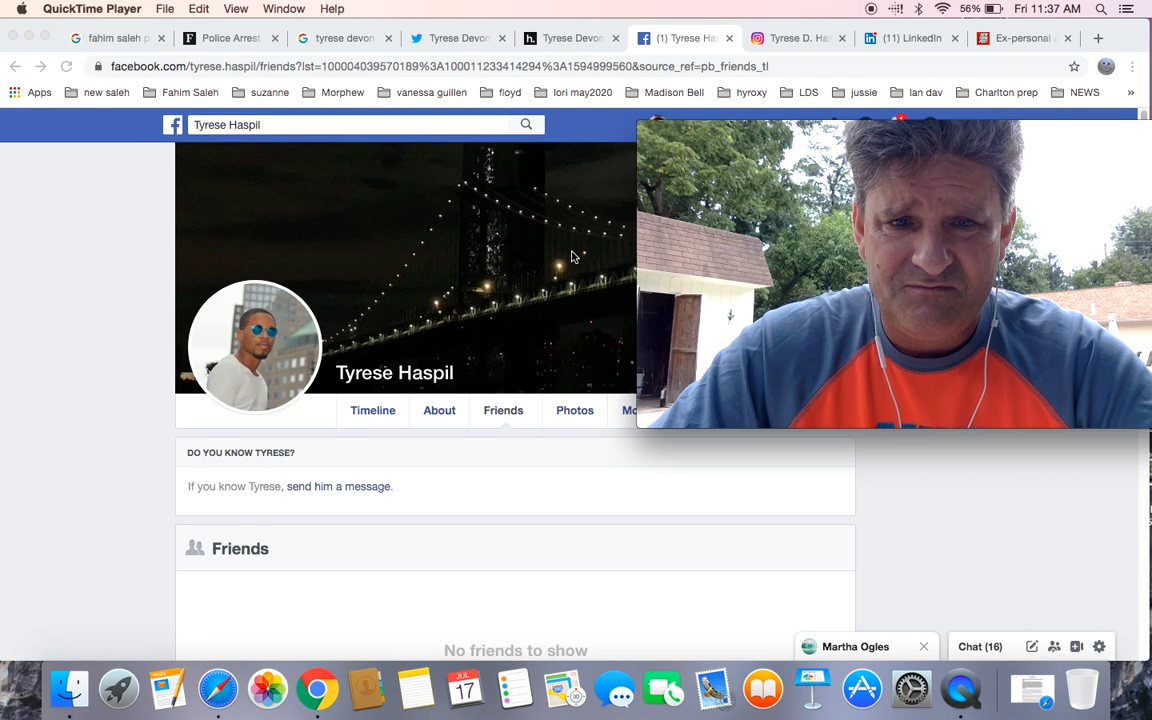 QuickTime Player File Edit View Window Help 56% Fri 11:37 AM
fahim saleh p Police Arrest tyrese devon Tyrese Devon Tyrese Devon (1) Tyrese Ha Tyrese D. Ha (11) LinkedIn Ex-personal a
facebook.com/tyrese.haspil/friends?lst=100004039570189%3A100011233414294%3A1594999560&source_ref=pb_friends_tl
Apps new saleh Fahim Saleh suzanne Morphew vanessa guillen floyd lori may2020 Madison Bell hyroxy LDS jussie Ian dav Charlton prep NEWS »
Tyrese Haspil
1
Tyrese Haspil
Timeline About Friends Photos Mo
DO YOU KNOW TYRESE?
If you know Tyrese, send him a message.
Friends
No friends to show
Martha Ogles Chat (16)
JUL
17